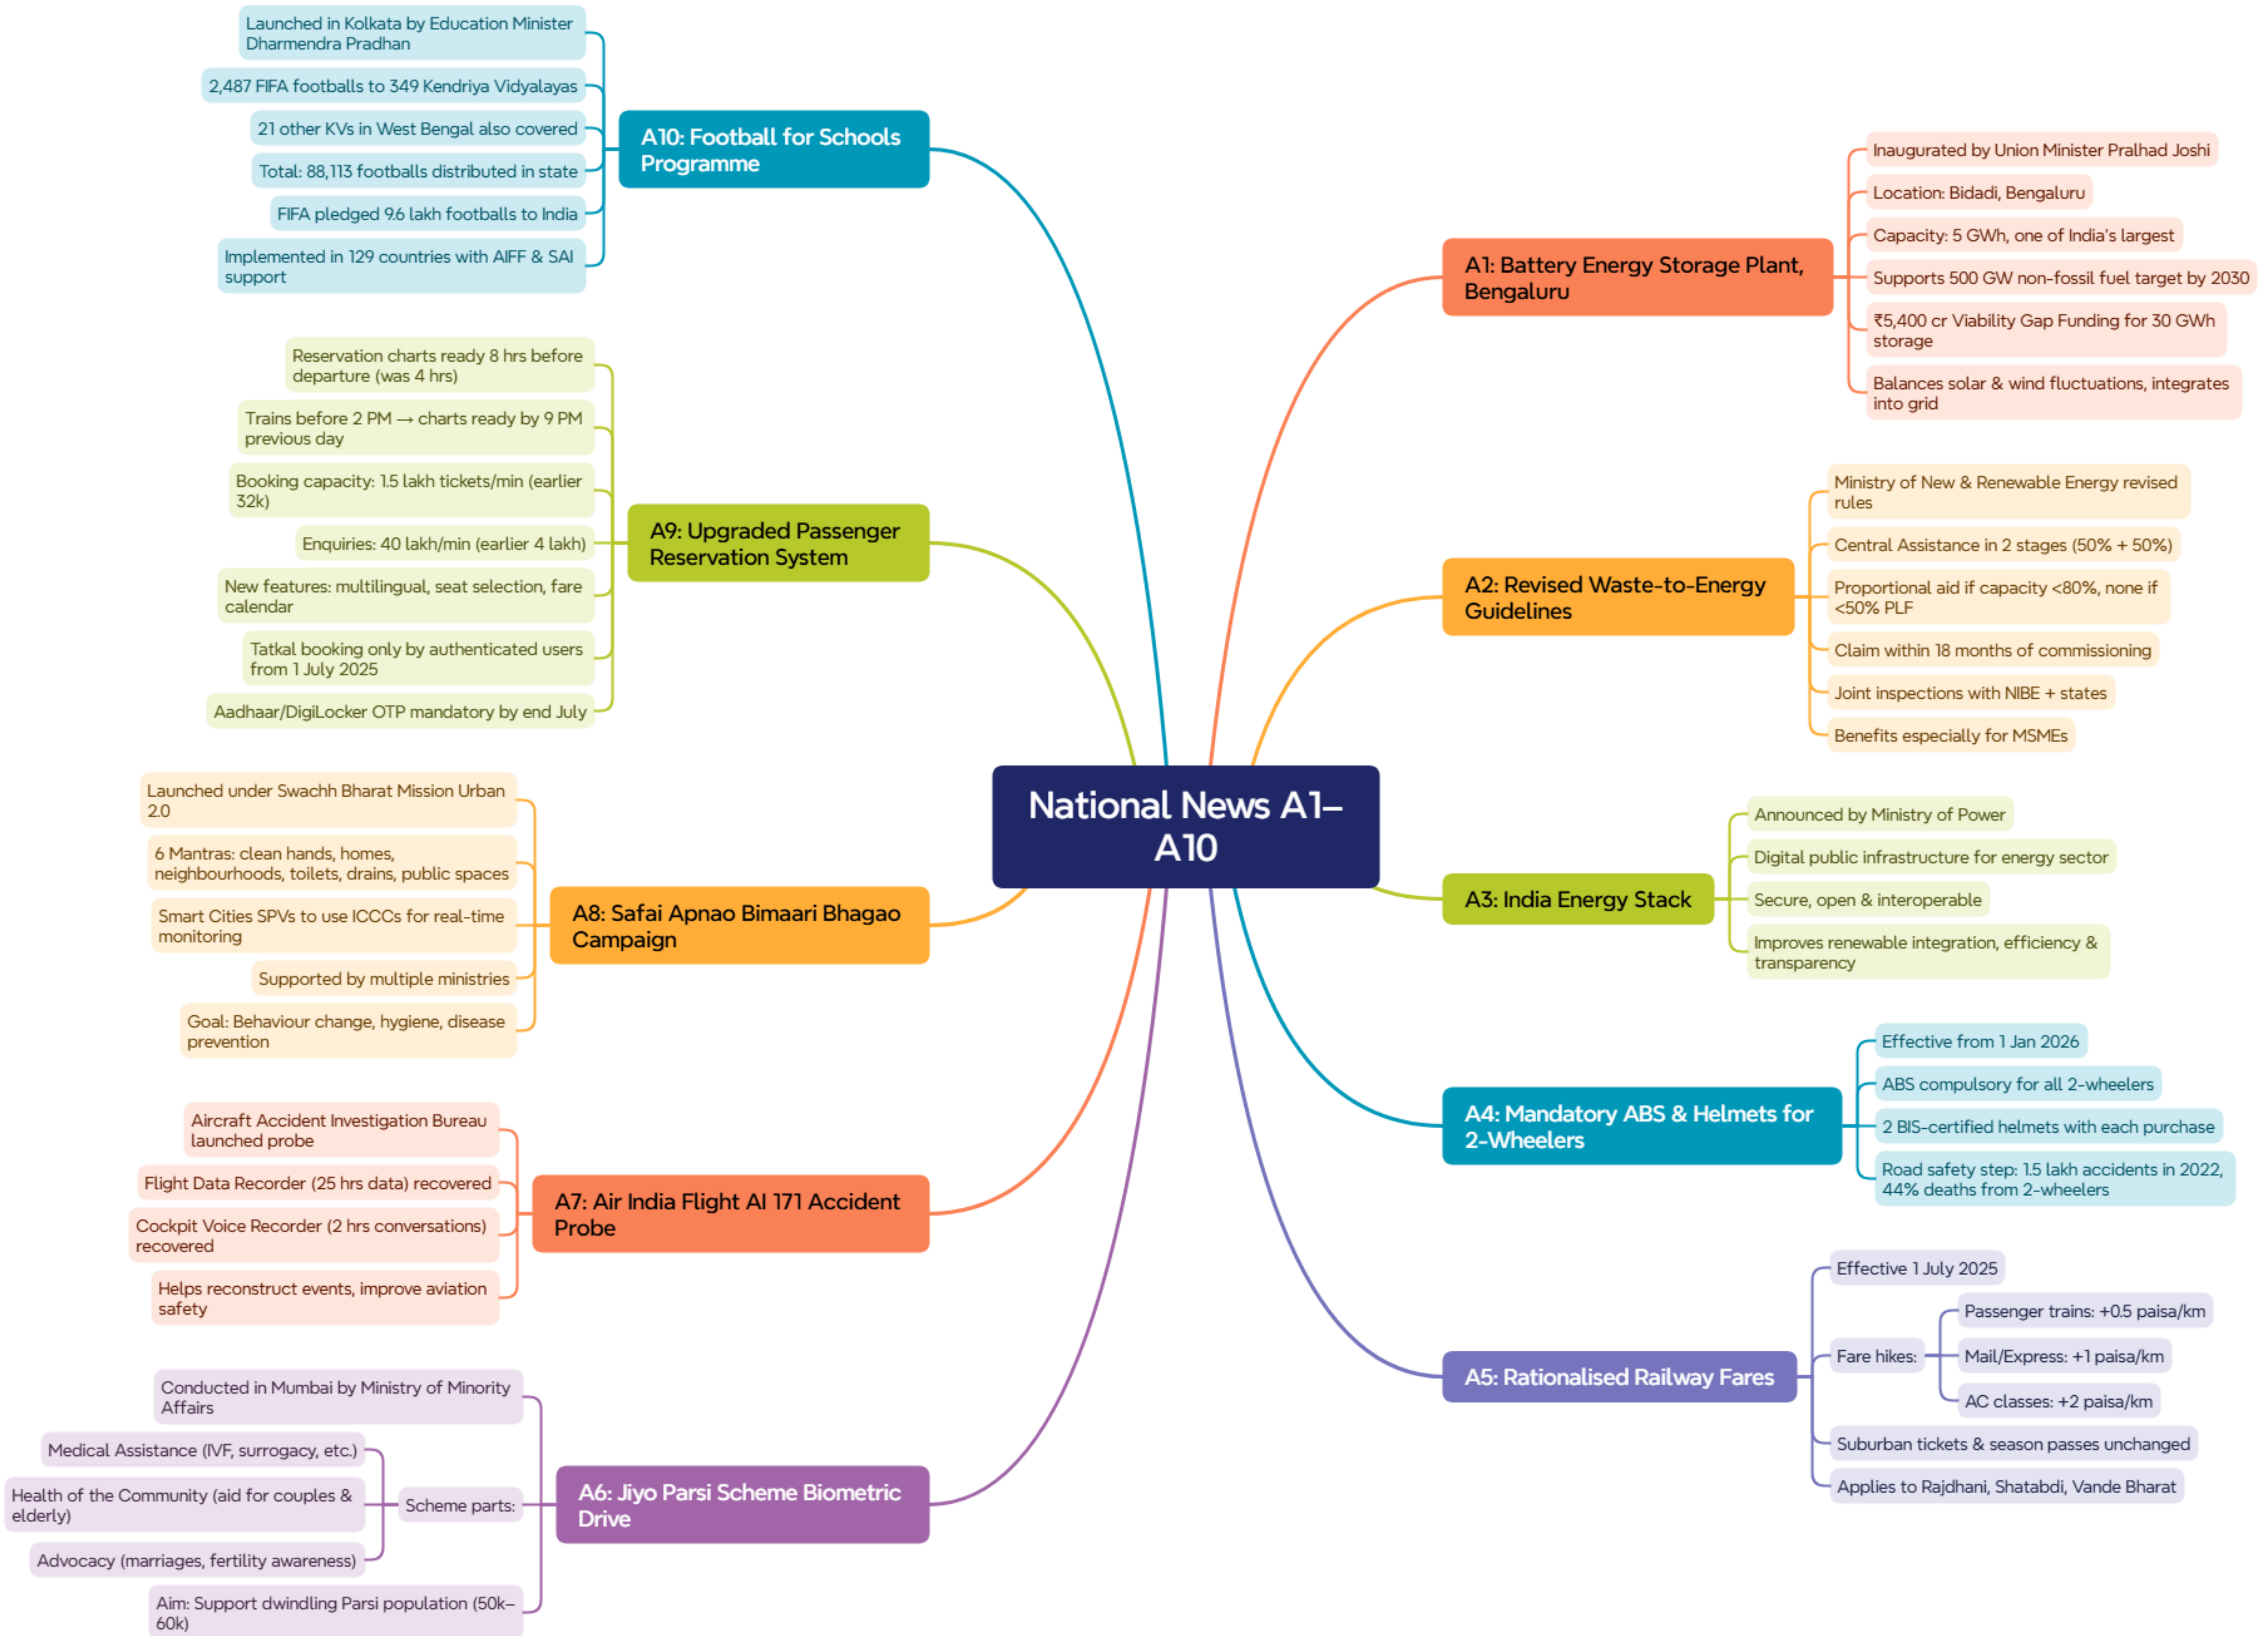 National News A1–
A10
A1: Battery Energy Storage Plant,
Bengaluru
Inaugurated by Union Minister Pralhad Joshi
Location: Bidadi, Bengaluru
Capacity: 5 GWh, one of India's largest
Supports 500 GW non-fossil fuel target by 2030
₹5,400 cr Viability Gap Funding for 30 GWh
storage
Balances solar & wind fluctuations, integrates
into grid
A2: Revised Waste-to-Energy
Guidelines
Ministry of New & Renewable Energy revised
rules
Central Assistance in 2 stages (50% + 50%)
Proportional aid if capacity <80%, none if
<50% PLF
Claim within 18 months of commissioning
Joint inspections with NIBE + states
Benefits especially for MSMEs
A3: India Energy Stack
Announced by Ministry of Power
Digital public infrastructure for energy sector
Secure, open & interoperable
Improves renewable integration, efficiency &
transparency
A4: Mandatory ABS & Helmets for
2-Wheelers
Effective from 1 Jan 2026
ABS compulsory for all 2-wheelers
2 BIS-certified helmets with each purchase
Road safety step: 1.5 lakh accidents in 2022,
44% deaths from 2-wheelers
A5: Rationalised Railway Fares
Effective 1 July 2025
Fare hikes:
Passenger trains: +0.5 paisa/km
Mail/Express: +1 paisa/km
AC classes: +2 paisa/km
Suburban tickets & season passes unchanged
Applies to Rajdhani, Shatabdi, Vande Bharat
A6: Jiyo Parsi Scheme Biometric
Drive
Conducted in Mumbai by Ministry of Minority
Affairs
Scheme parts:
Medical Assistance (IVF, surrogacy, etc.)
Health of the Community (aid for couples &
elderly)
Advocacy (marriages, fertility awareness)
Aim: Support dwindling Parsi population (50k–
60k)
A7: Air India Flight AI 171 Accident
Probe
Aircraft Accident Investigation Bureau
launched probe
Flight Data Recorder (25 hrs data) recovered
Cockpit Voice Recorder (2 hrs conversations)
recovered
Helps reconstruct events, improve aviation
safety
A8: Safai Apnao Bimaari Bhagao
Campaign
Launched under Swachh Bharat Mission Urban
2.0
6 Mantras: clean hands, homes,
neighbourhoods, toilets, drains, public spaces
Smart Cities SPVs to use ICCCs for real-time
monitoring
Supported by multiple ministries
Goal: Behaviour change, hygiene, disease
prevention
A9: Upgraded Passenger
Reservation System
Reservation charts ready 8 hrs before
departure (was 4 hrs)
Trains before 2 PM → charts ready by 9 PM
previous day
Booking capacity: 1.5 lakh tickets/min (earlier
32k)
Enquiries: 40 lakh/min (earlier 4 lakh)
New features: multilingual, seat selection, fare
calendar
Tatkal booking only by authenticated users
from 1 July 2025
Aadhaar/DigiLocker OTP mandatory by end July
A10: Football for Schools
Programme
Launched in Kolkata by Education Minister
Dharmendra Pradhan
2,487 FIFA footballs to 349 Kendriya Vidyalayas
21 other KVs in West Bengal also covered
Total: 88,113 footballs distributed in state
FIFA pledged 9.6 lakh footballs to India
Implemented in 129 countries with AIFF & SAI
support